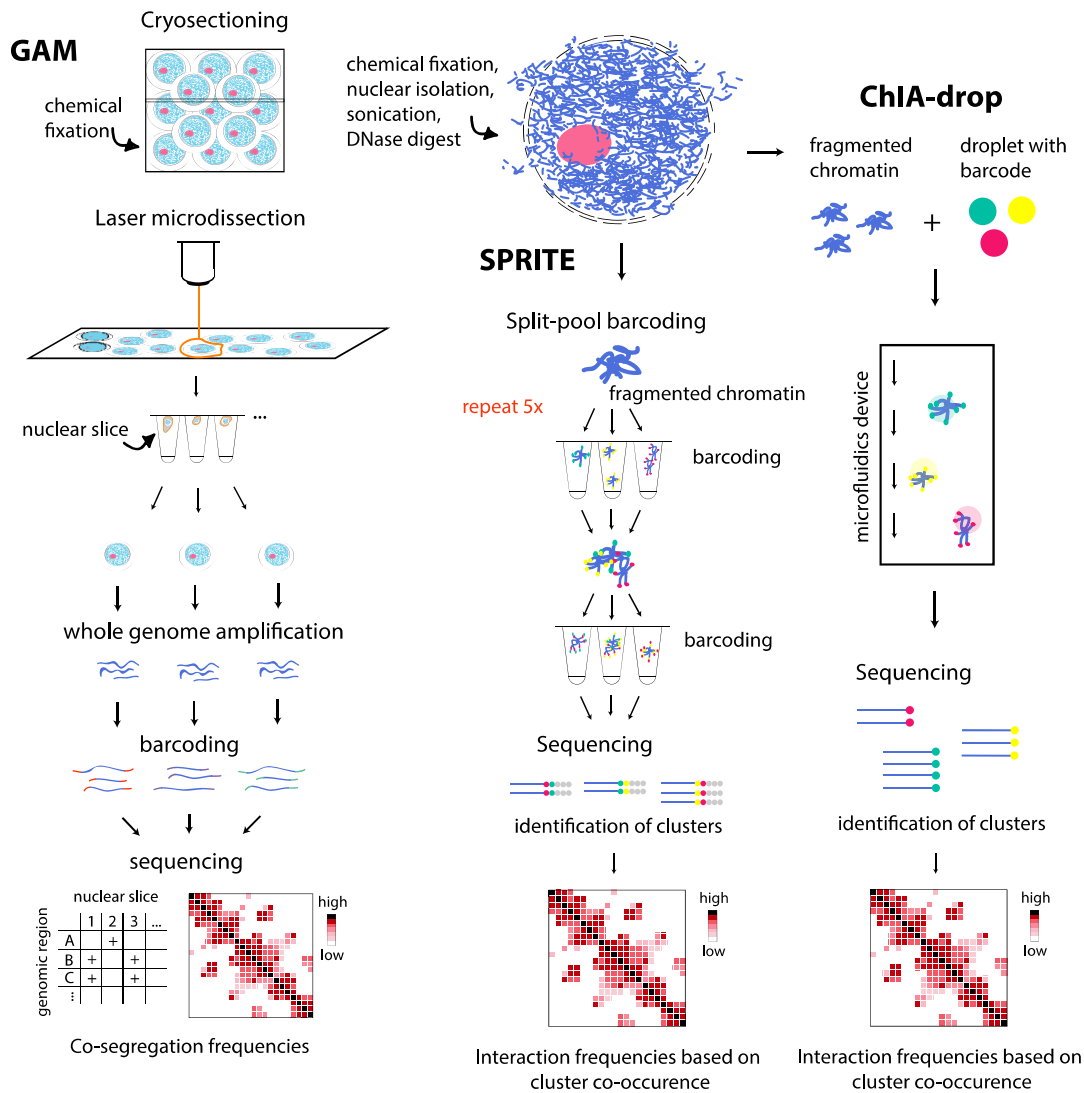 GAM
Cryosectioning
chemical
fixation
Laser microdissection
nuclear slice
...
whole genome amplification
barcoding
sequencing
nuclear slice
genomic region
1 2 3 ...
A +
B + +
C + +
...
high
low
Co-segregation frequencies
chemical fixation,
nuclear isolation,
sonication,
DNase digest
SPRITE
Split-pool barcoding
fragmented chromatin
repeat 5x
barcoding
barcoding
Sequencing
identification of clusters
high
low
Interaction frequencies based on
cluster co-occurence
ChIA-drop
fragmented
chromatin
+
droplet with
barcode
microfluidics device
Sequencing
identification of clusters
high
low
Interaction frequencies based on
cluster co-occurence